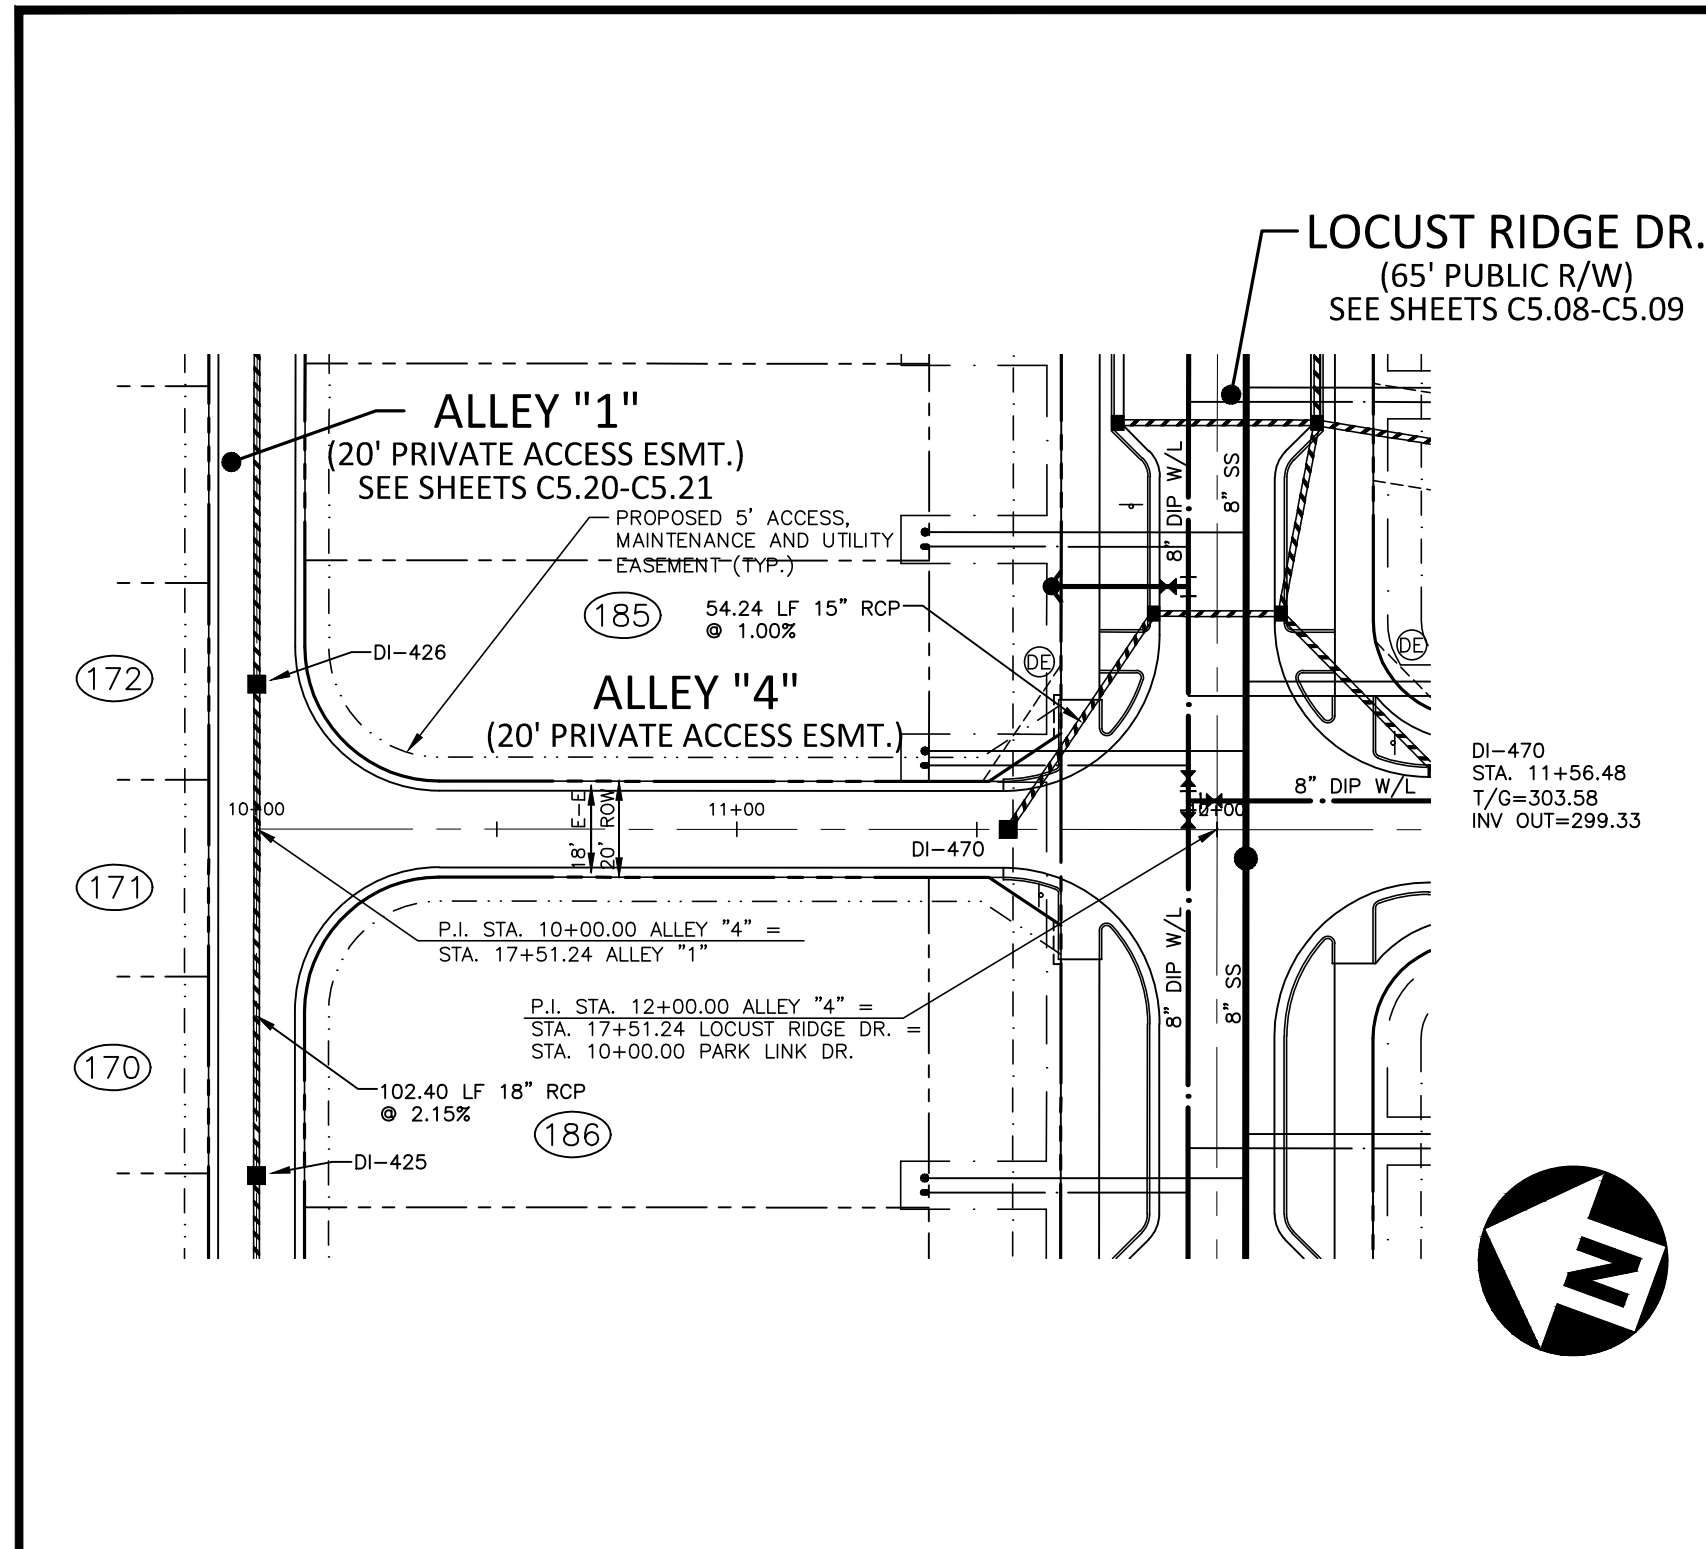 LOCUST RIDGE DR.
(65' PUBLIC R/W)
SEE SHEETS C5.08-C5.09
ALLEY "1"
(20' PRIVATE ACCESS ESMT.)
SEE SHEETS C5.20-C5.21
PROPOSED 5' ACCESS,
MAINTENANCE AND UTILITY
EASEMENT (TYP.)
8" DIP W/L
8" SS
185
54.24 LF 15" RCP
@ 1.00%
DI-426
172
DE
DE
ALLEY "4"
(20' PRIVATE ACCESS ESMT.)
DI-470
STA. 11+56.48
T/G=303.58
INV OUT=299.33
8" DIP W/L
10+00
11+00
12+00
18' E-E
20' ROW
DI-470
171
P.I. STA. 10+00.00 ALLEY "4" =
STA. 17+51.24 ALLEY "1"
8" DIP W/L
8" SS
P.I. STA. 12+00.00 ALLEY "4" =
STA. 17+51.24 LOCUST RIDGE DR. =
STA. 10+00.00 PARK LINK DR.
170
102.40 LF 18" RCP
@ 2.15%
186
DI-425
N